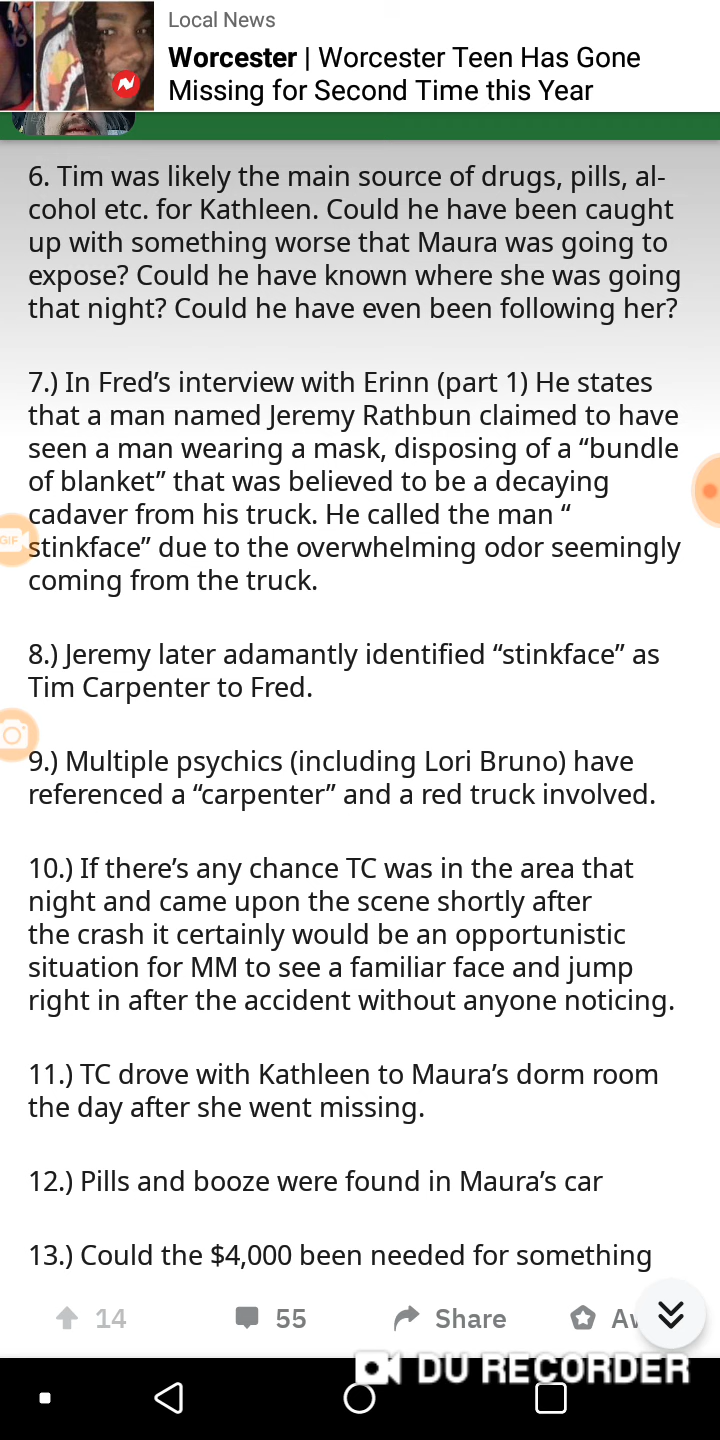 Local News
Worcester | Worcester Teen Has Gone
Missing for Second Time this Year
6. Tim was likely the main source of drugs, pills, al-
cohol etc. for Kathleen. Could he have been caught
up with something worse that Maura was going to
expose? Could he have known where she was going
that night? Could he have even been following her?
7.) In Fred’s interview with Erinn (part 1) He states
that a man named Jeremy Rathbun claimed to have
seen a man wearing a mask, disposing of a “bundle
of blanket” that was believed to be a decaying
cadaver from his truck. He called the man “
GIF
stinkface” due to the overwhelming odor seemingly
coming from the truck.
8.) Jeremy later adamantly identified “stinkface” as
Tim Carpenter to Fred.
9.) Multiple psychics (including Lori Bruno) have
referenced a “carpenter” and a red truck involved.
10.) If there’s any chance TC was in the area that
night and came upon the scene shortly after
the crash it certainly would be an opportunistic
situation for MM to see a familiar face and jump
right in after the accident without anyone noticing.
11.) TC drove with Kathleen to Maura’s dorm room
the day after she went missing.
12.) Pills and booze were found in Maura’s car
13.) Could the $4,000 been needed for something
14 55 Share
DU RECORDER